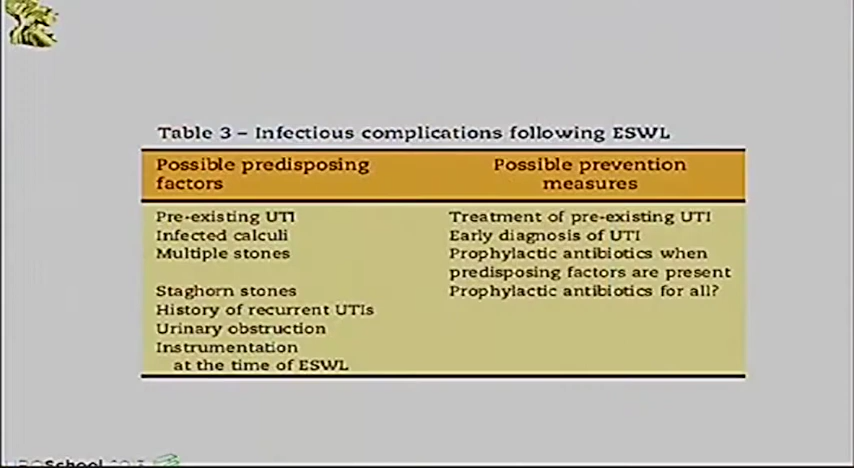 Table 3 – Infectious complications following ESWL
Possible predisposing factors
Possible prevention measures
Pre-existing UTI
Treatment of pre-existing UTI
Infected calculi
Early diagnosis of UTI
Multiple stones
Prophylactic antibiotics when
predisposing factors are present
Staghorn stones
Prophylactic antibiotics for all?
History of recurrent UTIs
Urinary obstruction
Instrumentation
at the time of ESWL
School